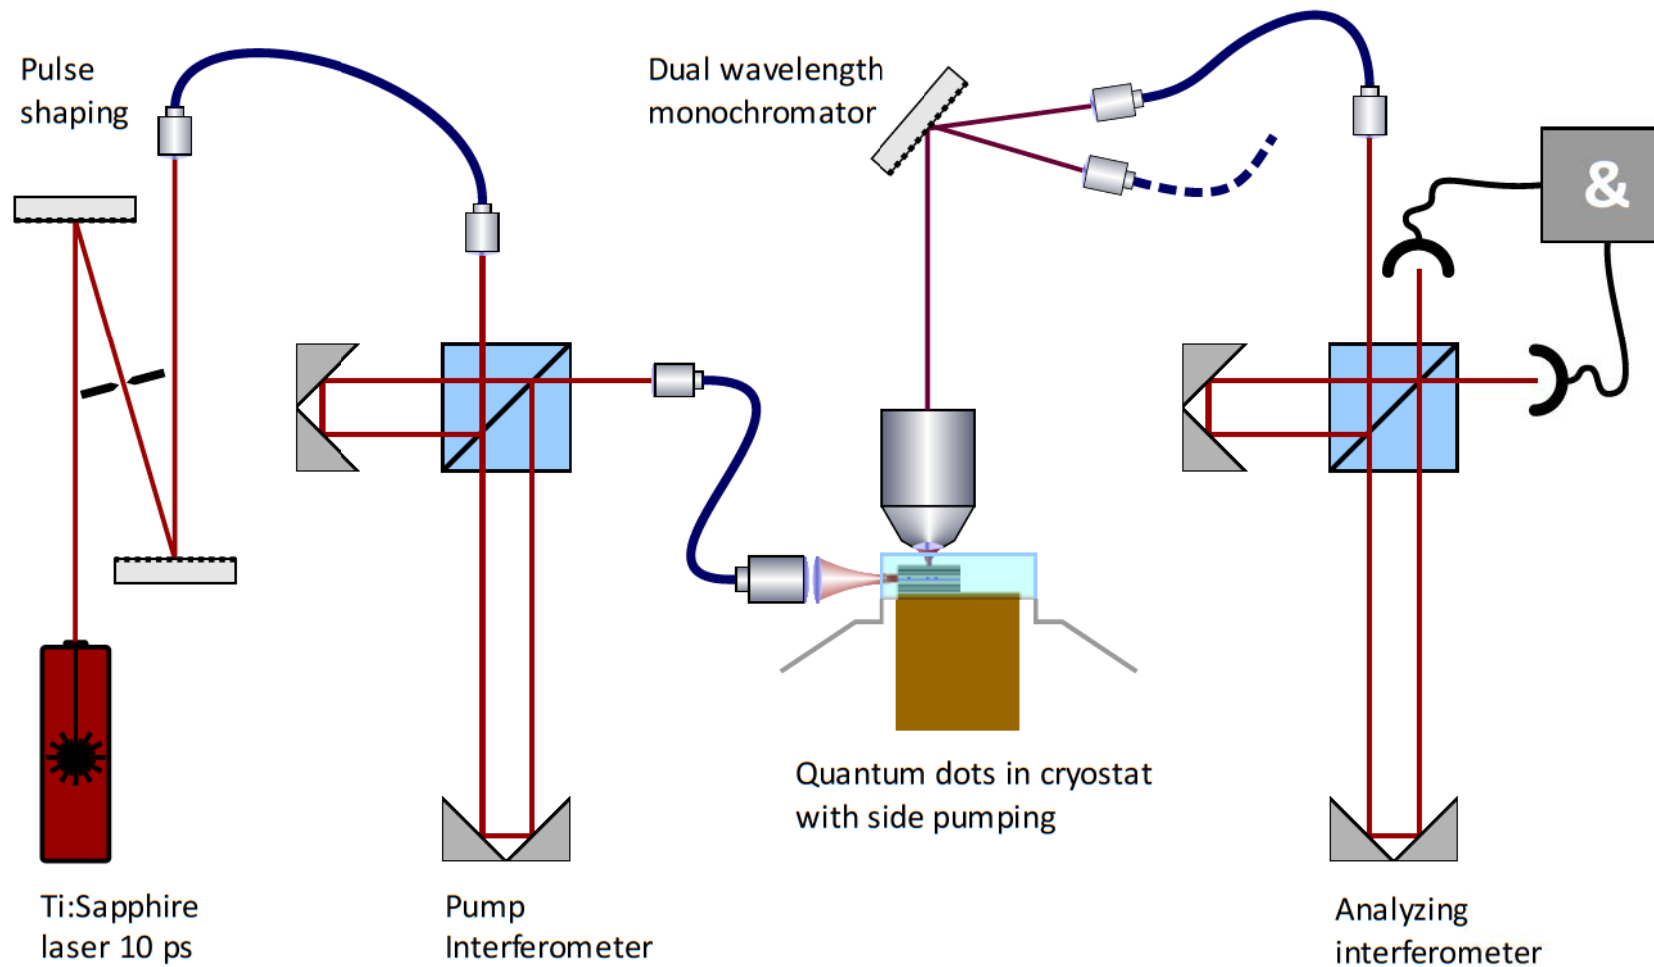 Pulse
shaping
Dual wavelength
monochromator
&
Quantum dots in cryostat
with side pumping
Ti:Sapphire
laser 10 ps
Pump
Interferometer
Analyzing
interferometer